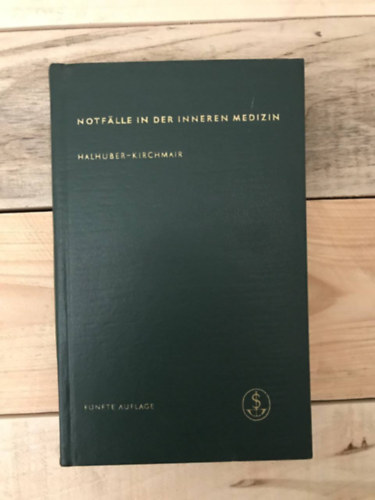 NOTFÄLLE IN DER INNEREN MEDIZIN
HALHUBER-KIRCHMAIR
FÜNFTE AUFLAGE